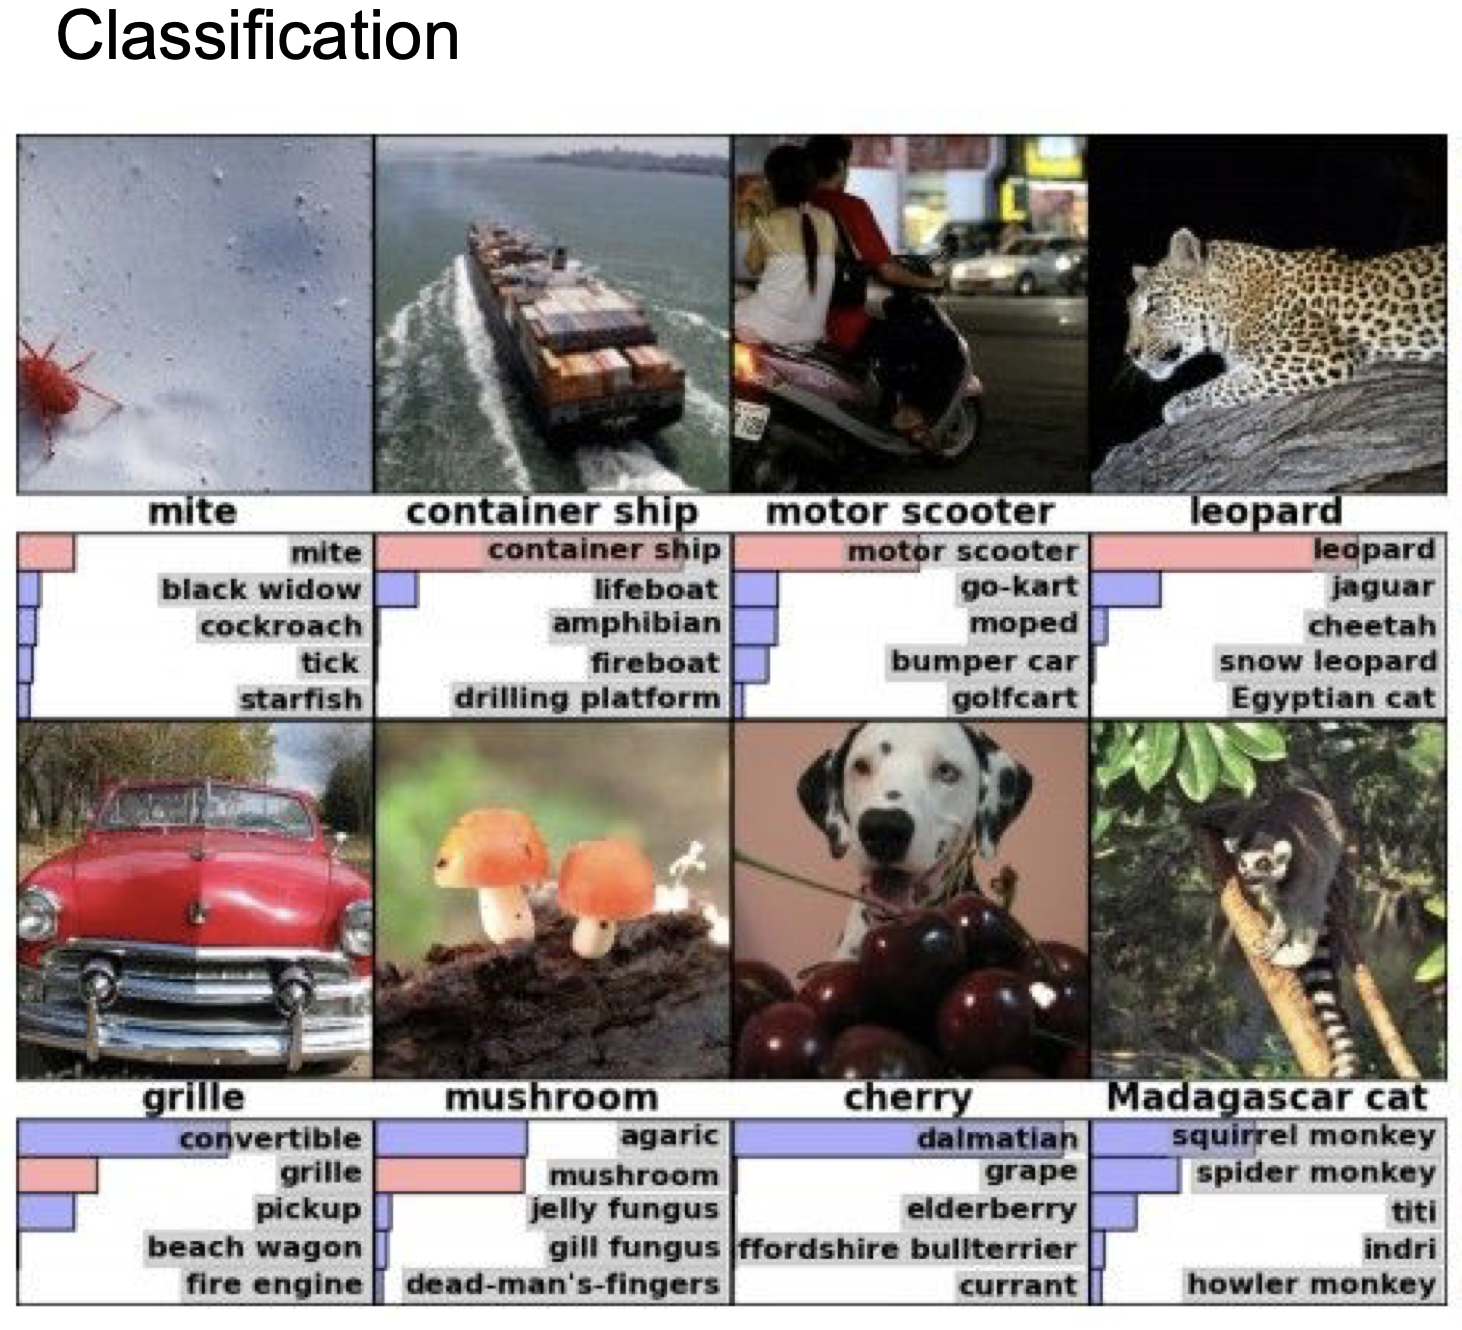 Classification
mite
container ship
motor scooter
leopard
mite
black widow
cockroach
tick
starfish
container ship
lifeboat
amphibian
fireboat
drilling platform
motor scooter
go-kart
moped
bumper car
golfcart
leopard
jaguar
cheetah
snow leopard
Egyptian cat
grille
mushroom
cherry
Madagascar cat
convertible
grille
pickup
beach wagon
fire engine
agaric
mushroom
jelly fungus
gill fungus
dead-man's-fingers
dalmatian
grape
elderberry
ffordshire bullterrier
currant
squirrel monkey
spider monkey
titi
indri
howler monkey